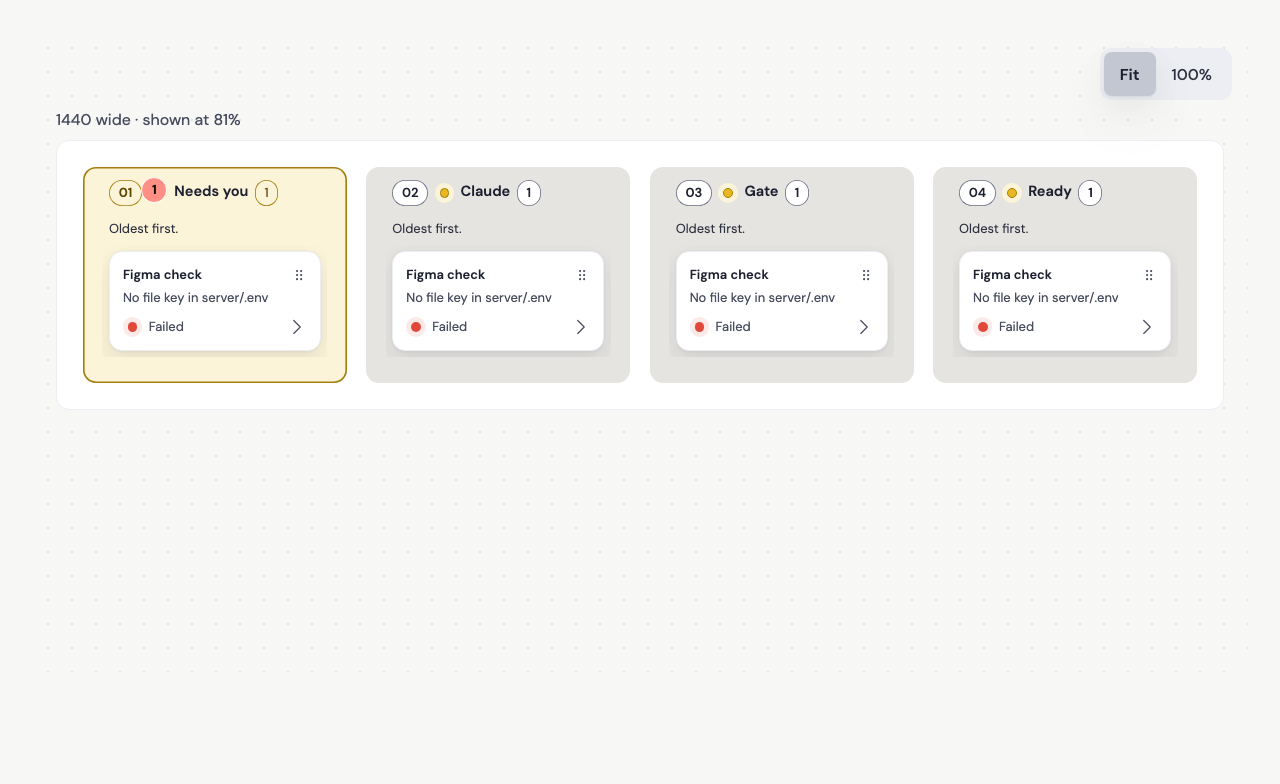 Fit 100%
1440 wide · shown at 81%
01 1 Needs you 1
Oldest first.
Figma check
No file key in server/.env
Failed
02 Claude 1
Oldest first.
Figma check
No file key in server/.env
Failed
03 Gate 1
Oldest first.
Figma check
No file key in server/.env
Failed
04 Ready 1
Oldest first.
Figma check
No file key in server/.env
Failed